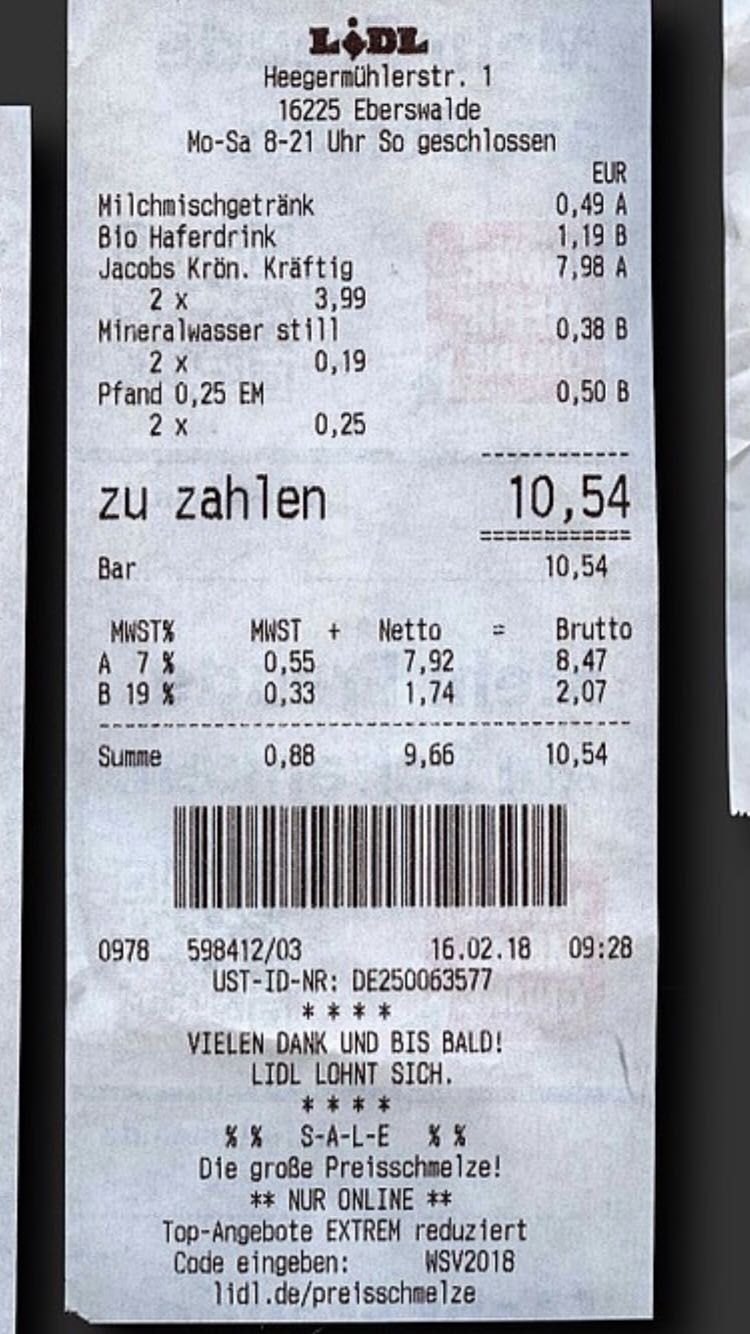 LIDL
Heegermühlerstr. 1
16225 Eberswalde
Mo-Sa 8-21 Uhr So geschlossen
EUR
Milchmischgetränk 0,49 A
Bio Haferdrink 1,19 B
Jacobs Krön. Kräftig 7,98 A
2 x 3,99
Mineralwasser still 0,38 B
2 x 0,19
Pfand 0,25 EM 0,50 B
2 x 0,25
-----------
zu zahlen 10,54
===========
Bar 10,54
MWST% MWST + Netto = Brutto
A 7 % 0,55 7,92 8,47
B 19 % 0,33 1,74 2,07
----------------------------------------
Summe 0,88 9,66 10,54
0978 598412/03 16.02.18 09:28
UST-ID-NR: DE250063577
* * * *
VIELEN DANK UND BIS BALD!
LIDL LOHNT SICH.
* * * *
% % S-A-L-E % %
Die große Preisschmelze!
** NUR ONLINE **
Top-Angebote EXTREM reduziert
Code eingeben: WSV2018
lidl.de/preisschmelze